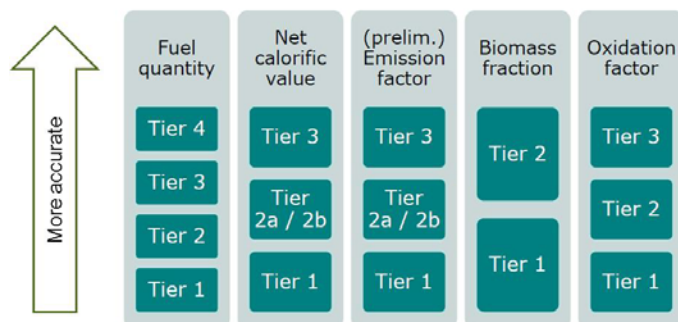 More accurate
Fuel
quantity
Tier 4
Tier 3
Tier 2
Tier 1
Net
calorific
value
Tier 3
Tier
2a / 2b
Tier 1
(prelim.)
Emission
factor
Tier 3
Tier
2a / 2b
Tier 1
Biomass
fraction
Tier 2
Tier 1
Oxidation
factor
Tier 3
Tier 2
Tier 1